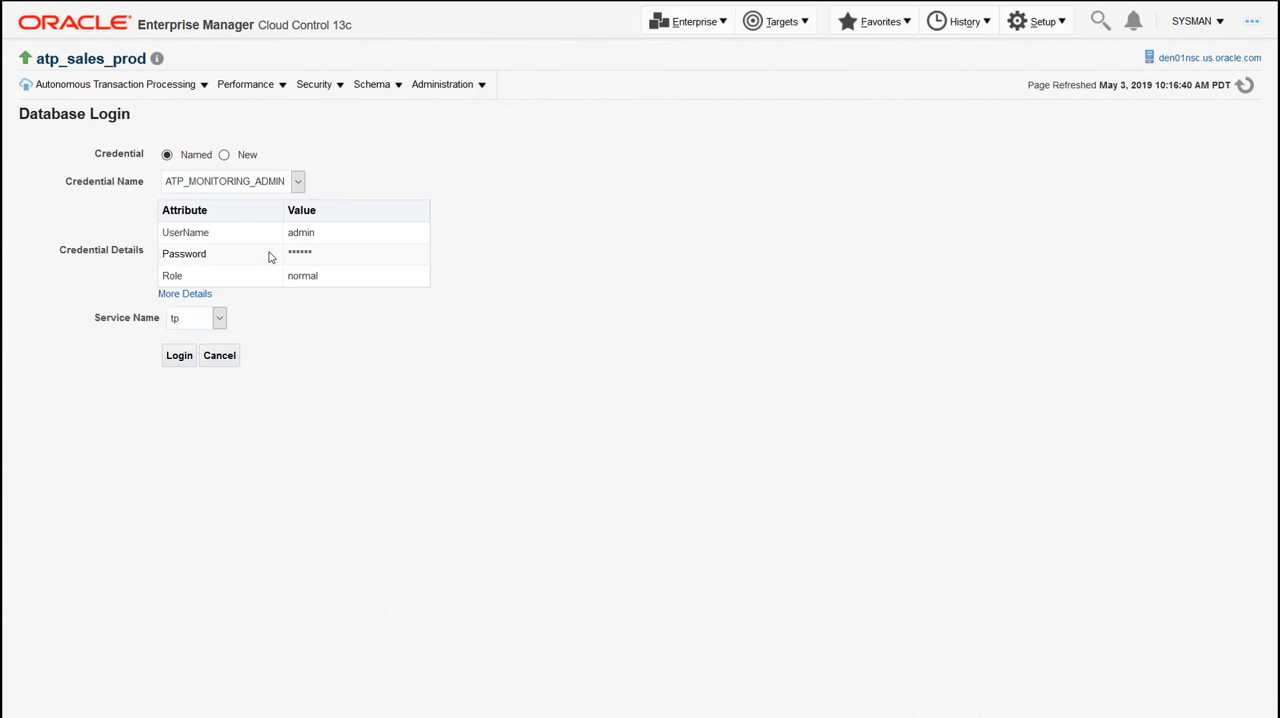 ORACLE Enterprise Manager Cloud Control 13c Enterprise Targets Favorites History Setup SYSMAN
atp_sales_prod den01nsc.us.oracle.com
Autonomous Transaction Processing Performance Security Schema Administration Page Refreshed May 3, 2019 10:16:40 AM PDT
Database Login
Credential Named New
Credential Name ATP_MONITORING_ADMIN
Attribute Value
UserName admin
Credential Details Password ******
Role normal
More Details
Service Name tp
Login Cancel